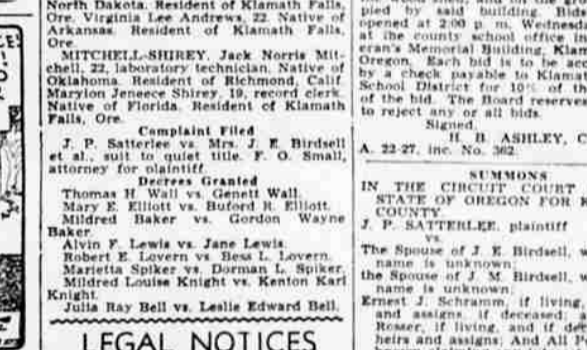 North Dakota. Resident of Klamath Falls,
Ore. Virginia Lee Andrews, 22. Native of
Arkansas. Resident of Klamath Falls,
Ore.
MITCHELL-SHIREY. Jack Norris Mit-
chell, 22, laboratory technician. Native of
Oklahoma. Resident of Richmond, Calif.
Marylon Jeneece Shirey, 19, record clerk.
Native of Florida. Resident of Klamath
Falls, Ore.
Complaint Filed
J. P. Satterlee vs. Mrs. J. E. Birdsell
et al., suit to quiet title. F. O. Small,
attorney for plaintiff.
Decrees Granted
Thomas H. Wall vs. Genett Wall.
Mary E. Elliott vs. Buford R. Elliott.
Mildred Baker vs. Gordon Wayne
Baker.
Alvin F. Lewis vs. Jane Lewis.
Robert E. Lovern vs. Bess L. Lovern.
Marietta Spiker vs. Dorman L. Spiker.
Mildred Louise Knight vs. Kenton Karl
Knight.
Julia Ray Bell vs. Leslie Edward Bell.
LEGAL NOTICES
pied by said building. Bids
opened at 2:00 p. m. Wednes
at the county school office in
eran's Memorial Building, Klam
Oregon. Each bid is to be acc
by a check payable to Klama
School District for 10% of th
of the bid. The Board reserve
to reject any or all bids.
Signed,
H. B. ASHLEY, C
A. 22-27, inc. No. 362.
SUMMONS
IN THE CIRCUIT COURT
STATE OF OREGON FOR K
COUNTY.
J. P. SATTERLEE, plaintiff
vs.
The Spouse of J. E. Birdsell, w
name is unknown;
the Spouse of J. M. Birdsell, w
name is unknown;
Ernest J. Schramm, if living,
and assigns, if deceased;
Rosser, if living, and if de
heirs and assigns; And All P